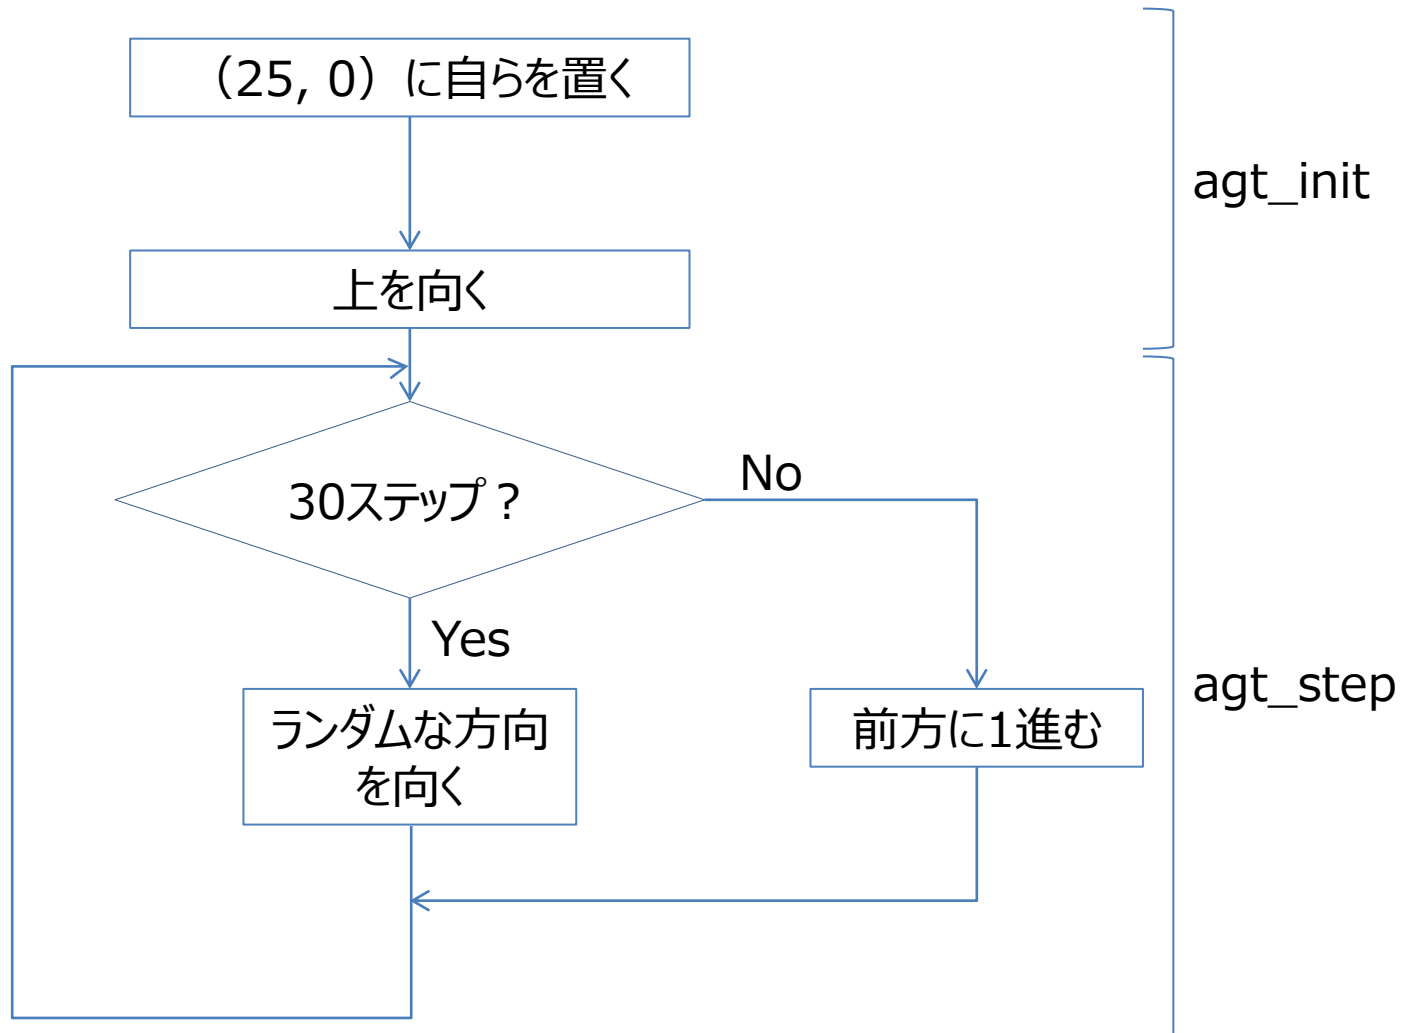 （25, 0）に自らを置く
agt_init
上を向く
30ステップ？
No
Yes
agt_step
ランダムな方向
を向く
前方に1進む